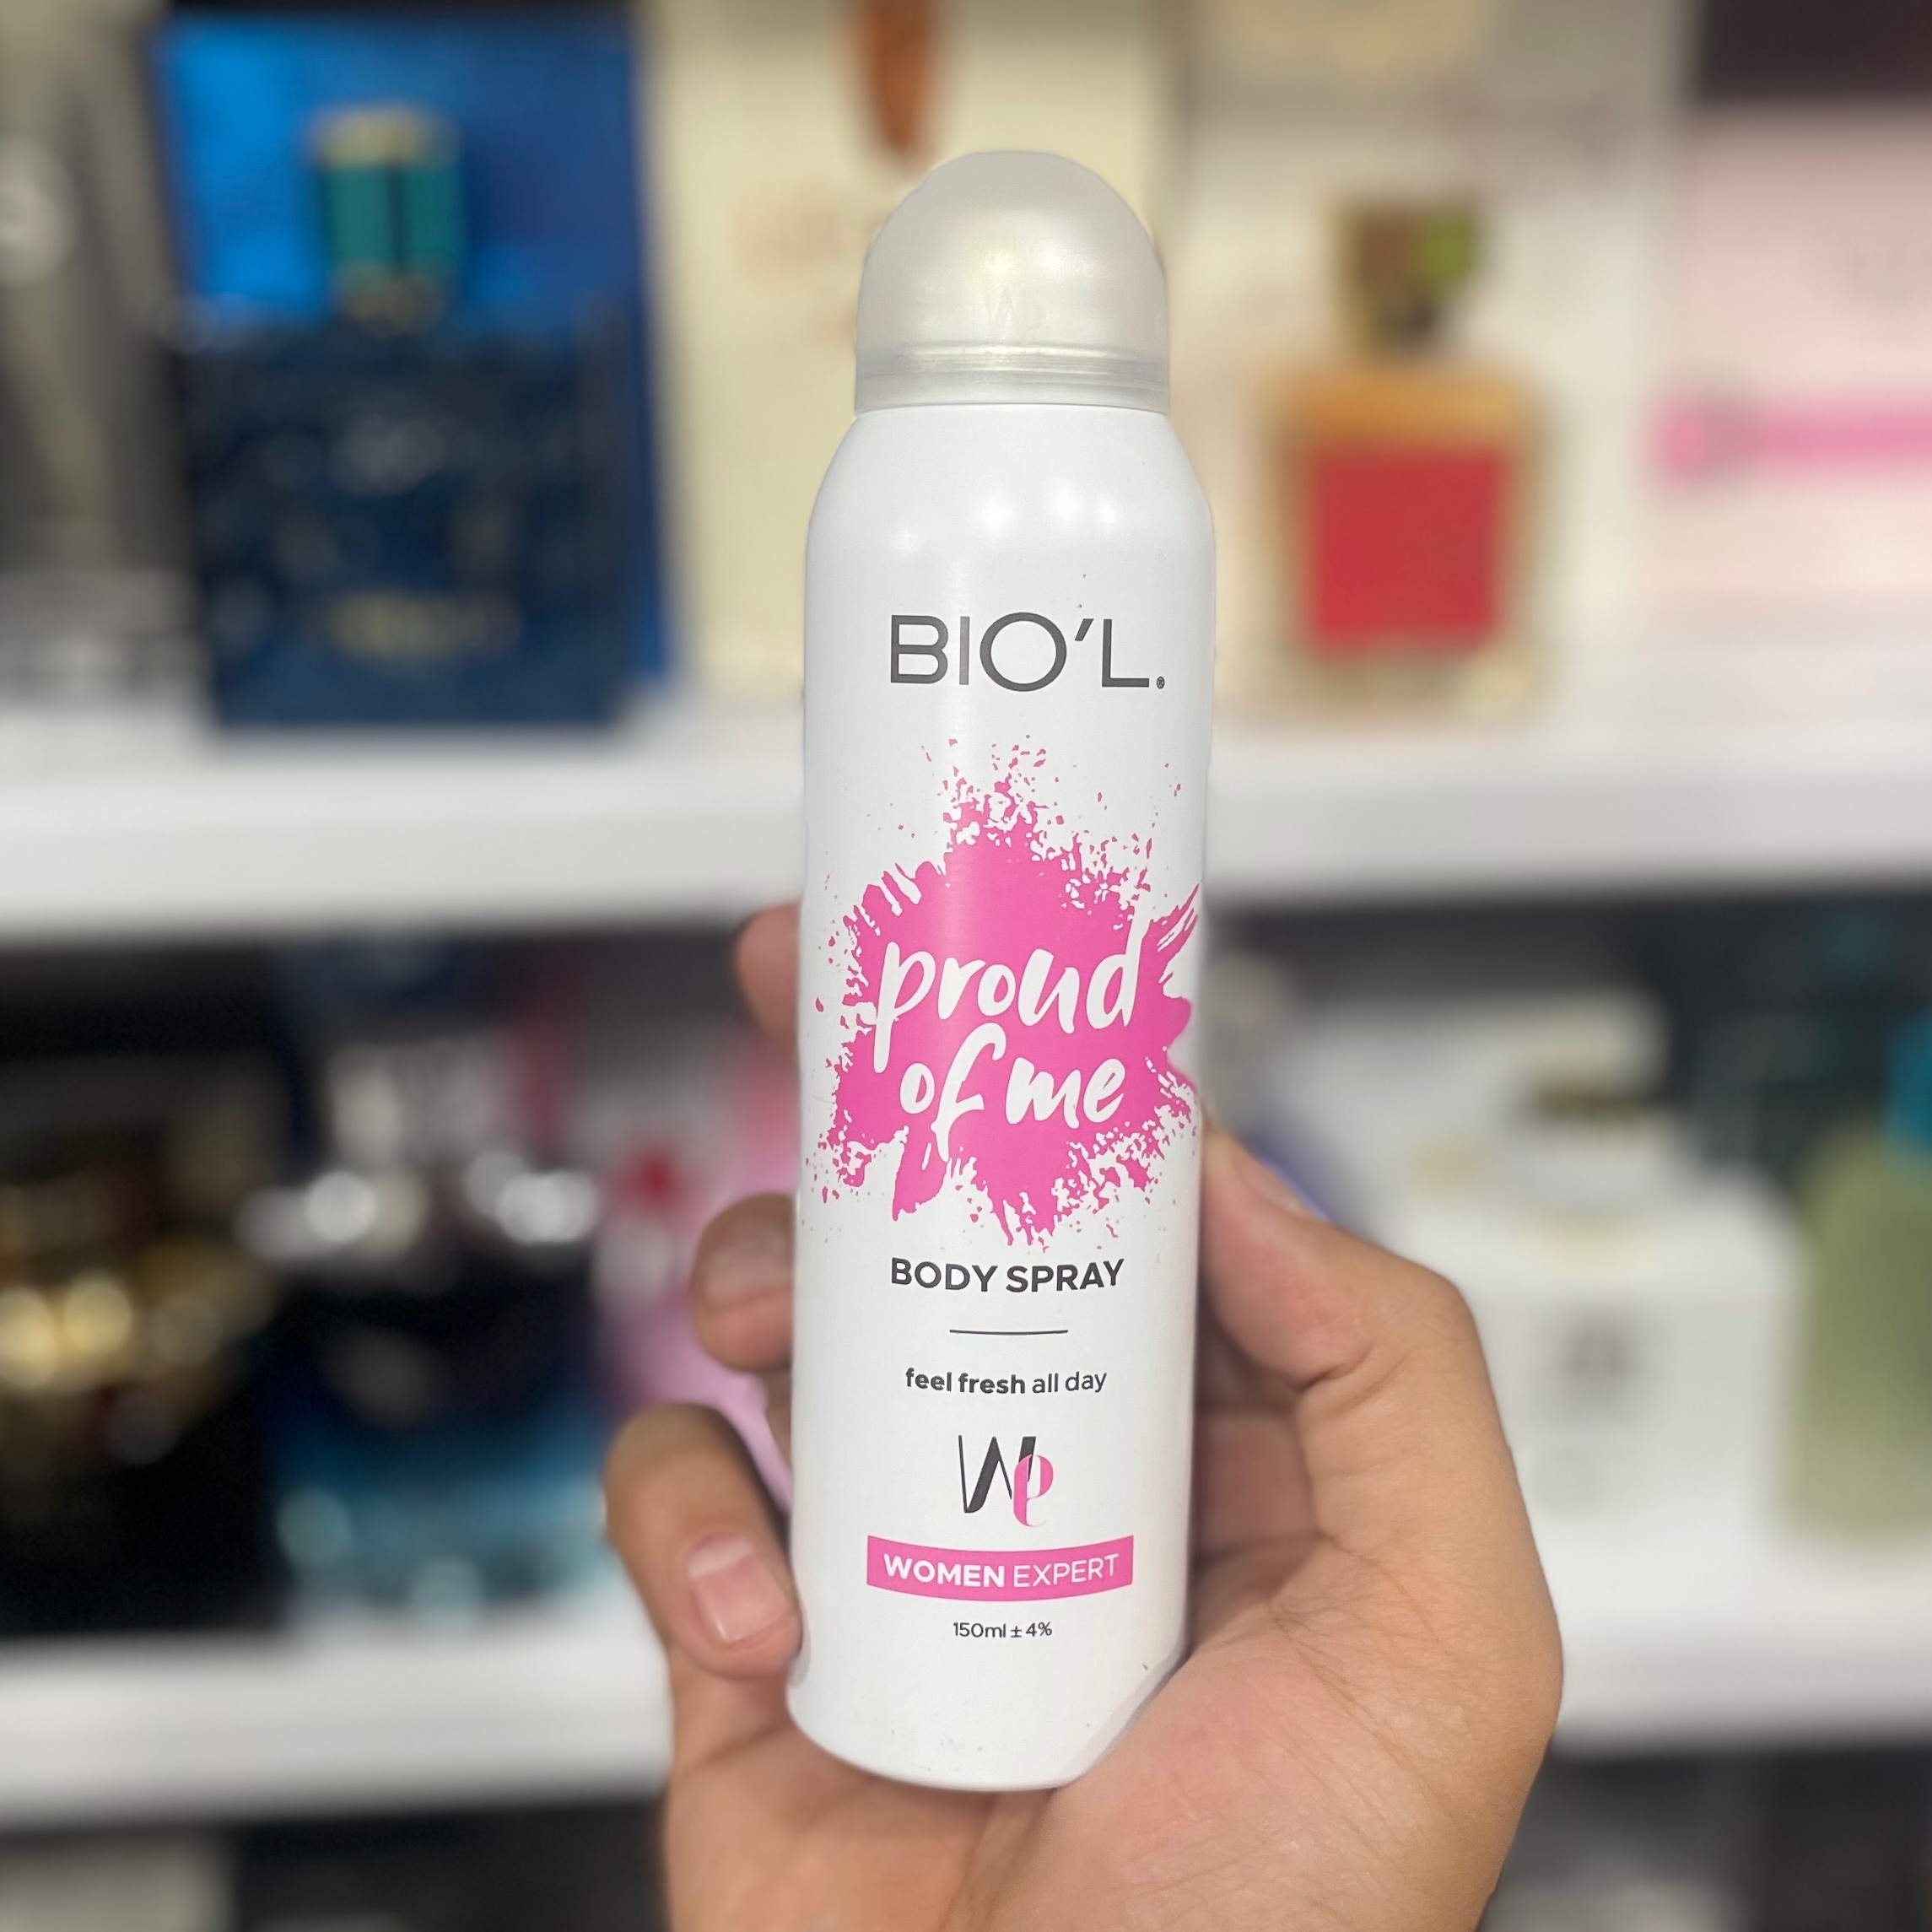 BIO'L.®
proud
of me
BODY SPRAY
feel fresh all day
We
WOMEN EXPERT
150ml ± 4%